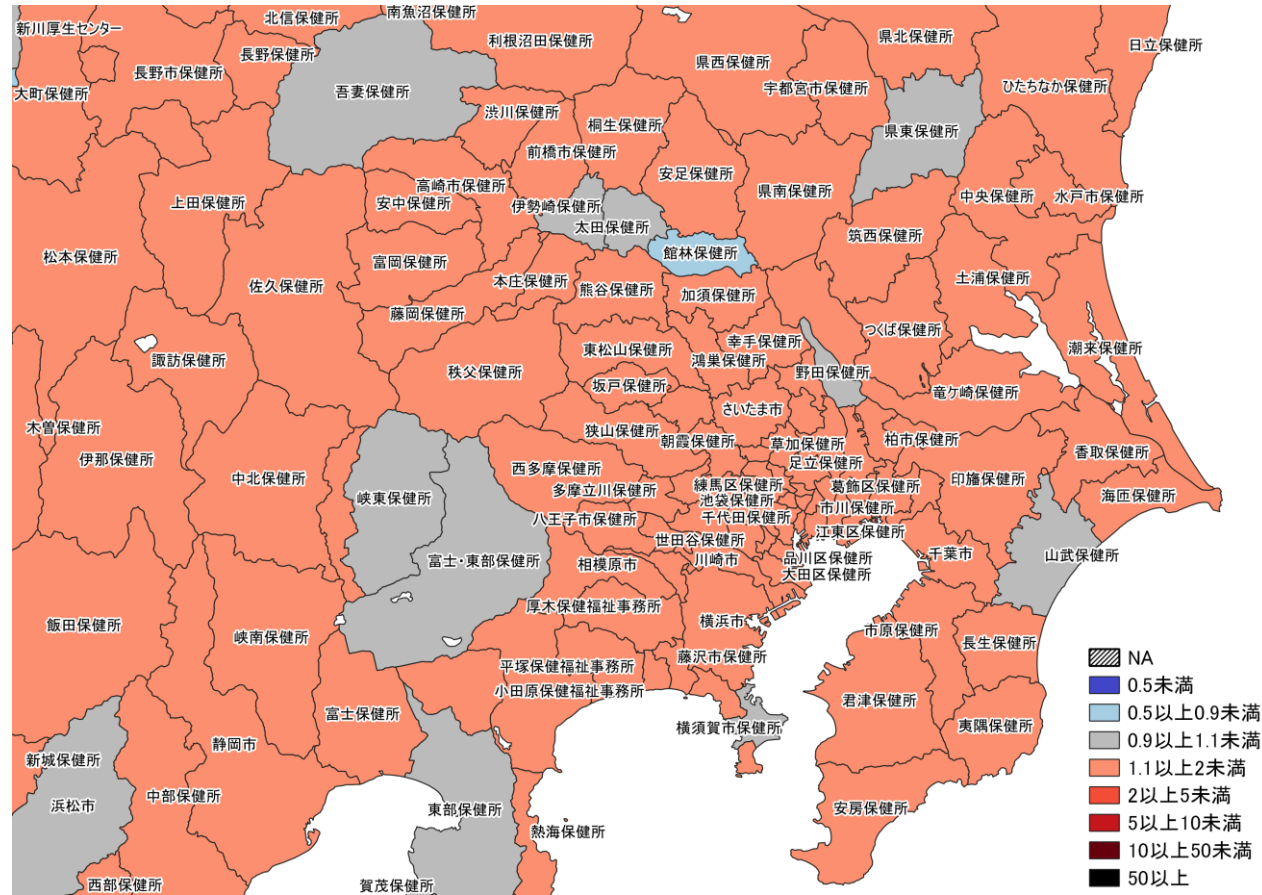 新川厚生センター
北信保健所
南魚沼保健所
長野保健所
利根沼田保健所
県北保健所
日立保健所
長野市保健所
県西保健所
大町保健所
吾妻保健所
宇都宮市保健所
ひたちなか保健所
渋川保健所
桐生保健所
県東保健所
前橋市保健所
安足保健所
高崎市保健所
県南保健所
中央保健所
水戸市保健所
上田保健所
安中保健所
伊勢崎保健所
太田保健所
筑西保健所
松本保健所
富岡保健所
館林保健所
佐久保健所
本庄保健所
熊谷保健所
加須保健所
土浦保健所
藤岡保健所
つくば保健所
幸手保健所
東松山保健所
鴻巣保健所
潮来保健所
諏訪保健所
秩父保健所
野田保健所
坂戸保健所
竜ケ崎保健所
さいたま市
木曽保健所
狭山保健所
朝霞保健所
草加保健所
柏市保健所
伊那保健所
西多摩保健所
足立保健所
香取保健所
中北保健所
練馬区保健所
葛飾区保健所
印旛保健所
多摩立川保健所
池袋保健所
海匝保健所
峡東保健所
市川保健所
八王子市保健所
千代田保健所
江東区保健所
世田谷保健所
富士・東部保健所
川崎市
品川区保健所
千葉市
山武保健所
相模原市
大田区保健所
厚木保健福祉事務所
飯田保健所
横浜市
市原保健所
峡南保健所
長生保健所
藤沢市保健所
平塚保健福祉事務所
小田原保健福祉事務所
君津保健所
富士保健所
横須賀市保健所
夷隅保健所
静岡市
新城保健所
中部保健所
浜松市
東部保健所
安房保健所
熱海保健所
西部保健所
賀茂保健所
NA
0.5未満
0.5以上0.9未満
0.9以上1.1未満
1.1以上2未満
2以上5未満
5以上10未満
10以上50未満
50以上